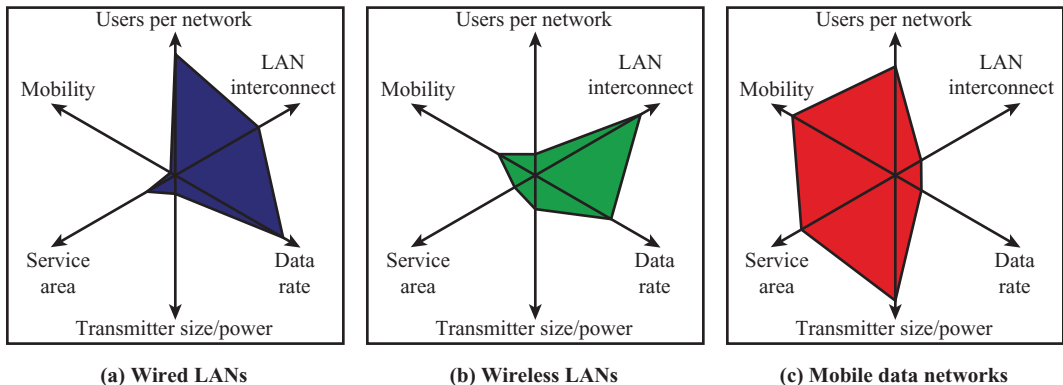 Users per network
LAN
interconnect
Mobility
Service
area
Data
rate
Transmitter size/power
(a) Wired LANs
Users per network
LAN
interconnect
Mobility
Service
area
Data
rate
Transmitter size/power
(b) Wireless LANs
Users per network
LAN
interconnect
Mobility
Service
area
Data
rate
Transmitter size/power
(c) Mobile data networks